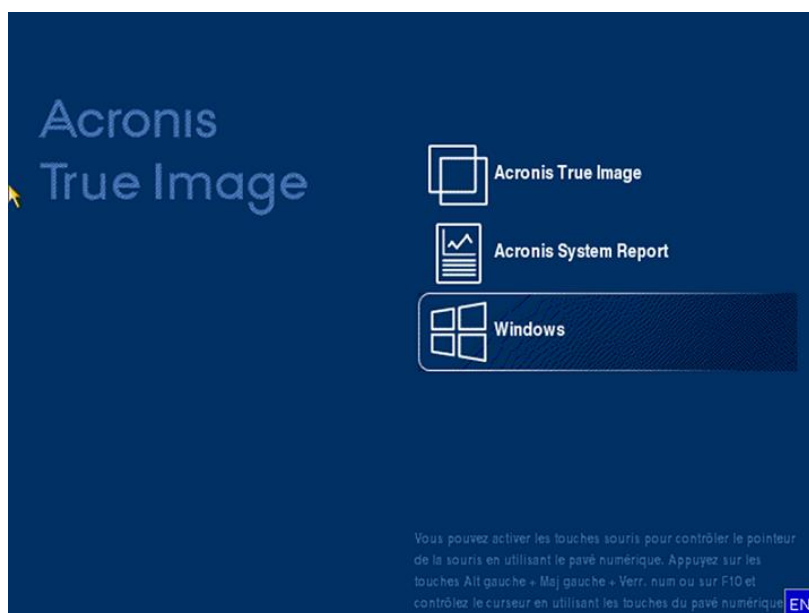 Acronis
True Image
Acronis True Image
Acronis System Report
Windows
Vous pouvez activer les touches souris pour contrôler le pointeur
de la souris en utilisant le pavé numérique. Appuyez sur les
touches Alt gauche + Maj gauche + Verr. num ou sur F10 et
contrôlez le curseur en utilisant les touches du pavé numérique
EN